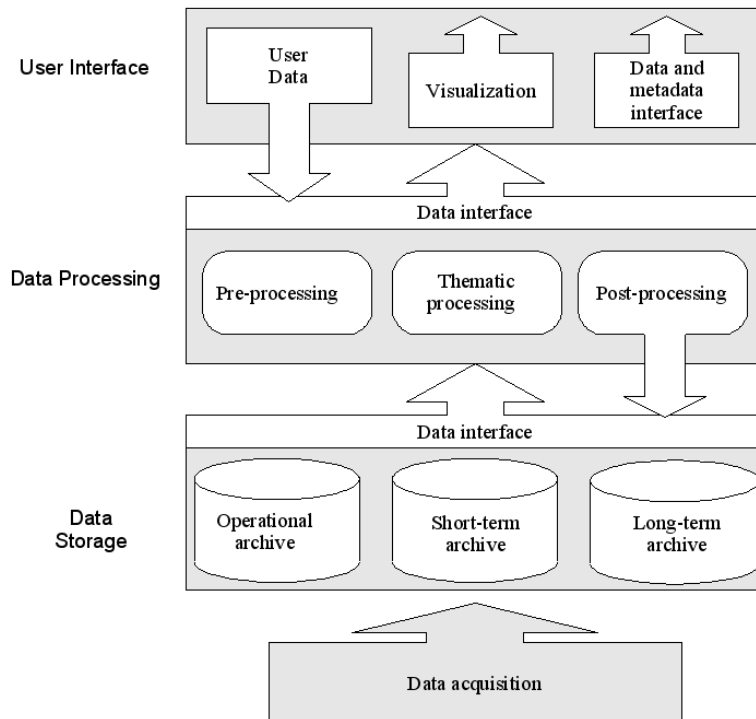 User Interface
User
Data
Visualization
Data and
metadata
interface
Data interface
Data Processing
Pre-processing
Thematic
processing
Post-processing
Data interface
Data
Storage
Operational
archive
Short-term
archive
Long-term
archive
Data acquisition